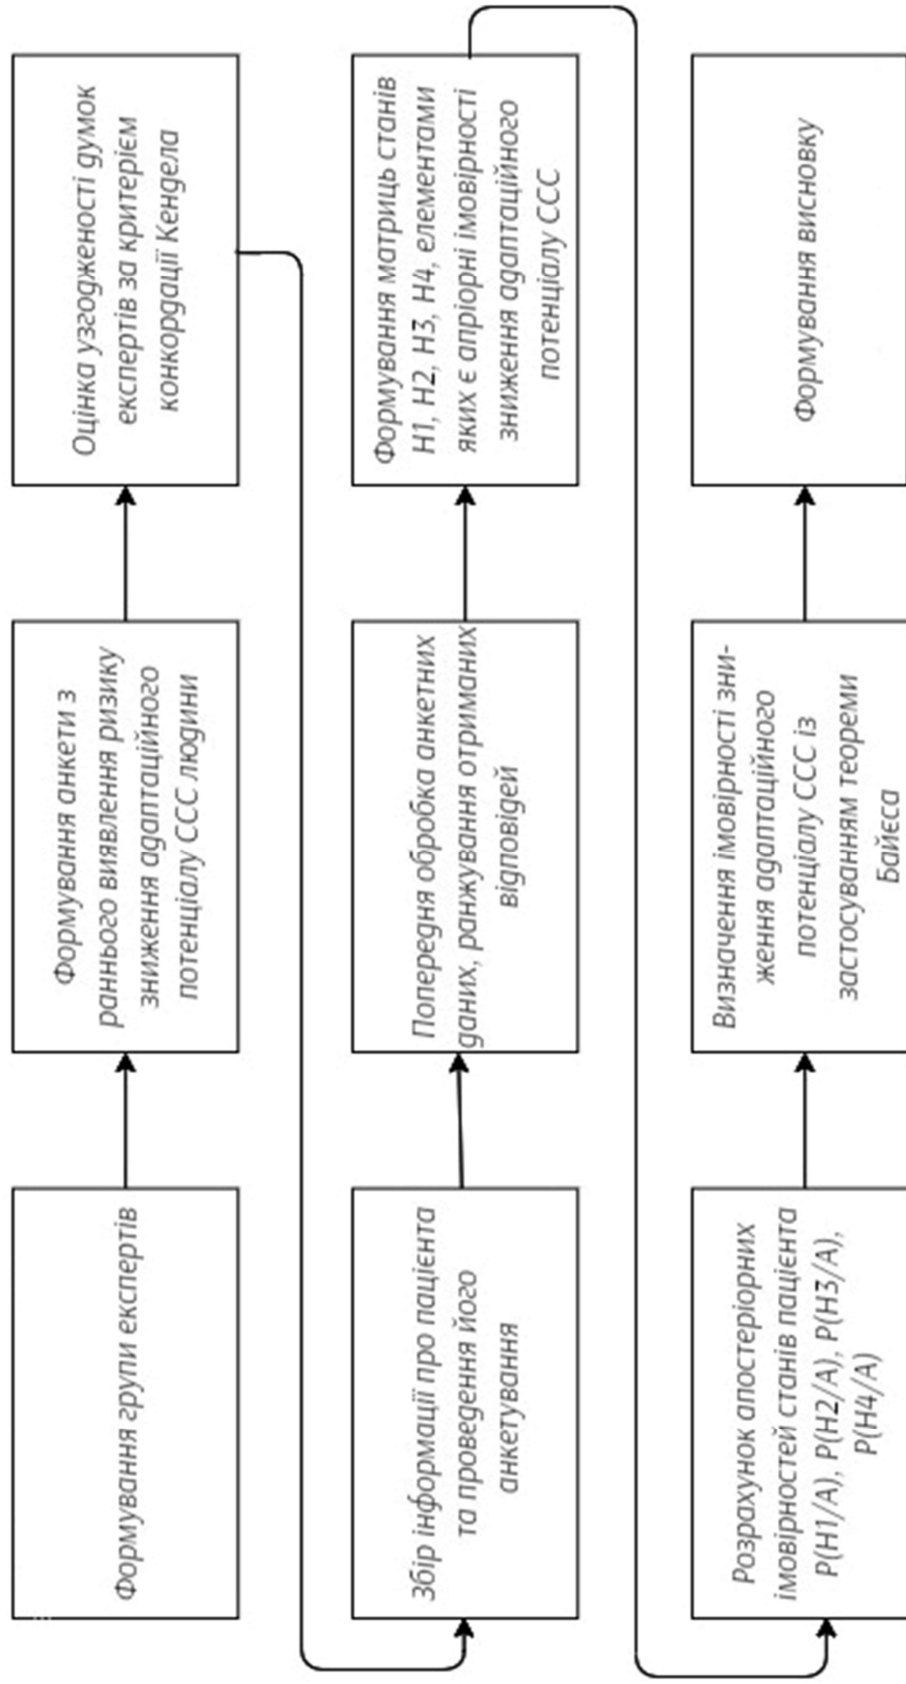 Формування групи експертів
Формування анкети з
раннього виявлення ризику
зниження адаптаційного
потенціалу ССС людини
Оцінка узгодженості думок
експертів за критерієм
конкордації Кендела
Збір інформації про пацієнта
та проведення його
анкетування
Попередня обробка анкетних
даних, ранжування отриманих
відповідей
Формування матриць станів
H1, H2, H3, H4, елементами
яких є апріорні імовірності
зниження адаптаційного
потенціалу ССС
Розрахунок апостеріорних
імовірностей станів пацієнта
P(H1/A), P(H2/A), P(H3/A),
P(H4/A)
Визначення імовірності зни-
ження адаптаційного
потенціалу ССС із
застосуванням теореми
Байєса
Формування висновку